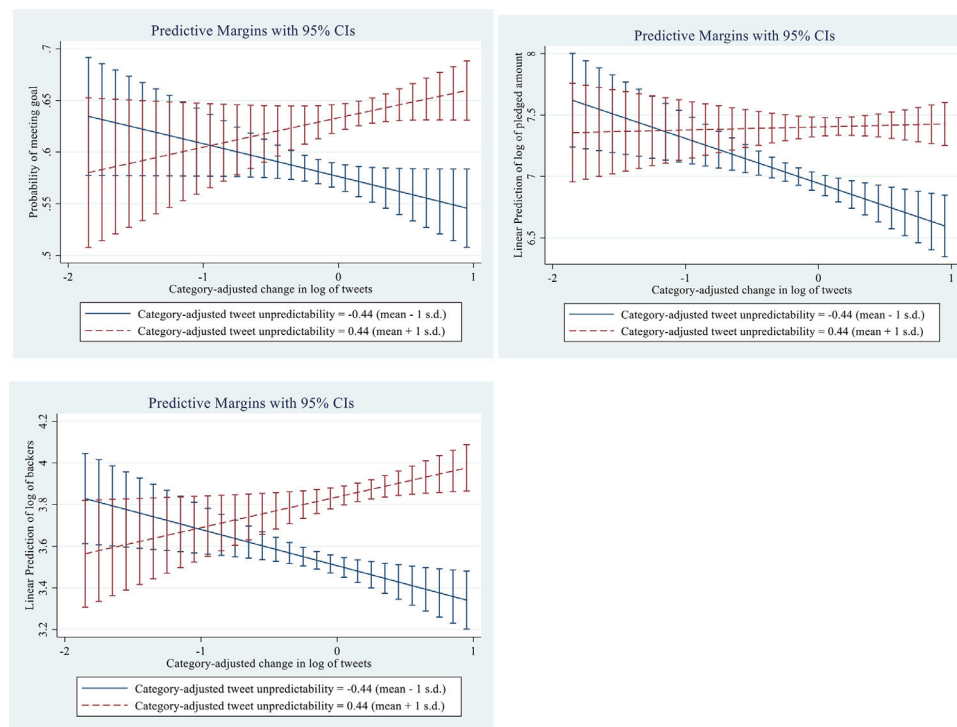 Predictive Margins with 95% CIs
Probability of meeting goal
.7
.65
.6
.55
.5
-2
-1
0
1
Category-adjusted change in log of tweets
Category-adjusted tweet unpredictability = -0.44 (mean - 1 s.d.)
Category-adjusted tweet unpredictability = 0.44 (mean + 1 s.d.)
Predictive Margins with 95% CIs
Linear Prediction of log of pledged amount
8
7.5
7
6.5
-2
-1
0
1
Category-adjusted change in log of tweets
Category-adjusted tweet unpredictability = -0.44 (mean - 1 s.d.)
Category-adjusted tweet unpredictability = 0.44 (mean + 1 s.d.)
Predictive Margins with 95% CIs
Linear Prediction of log of backers
4.2
4
3.8
3.6
3.4
3.2
-2
-1
0
1
Category-adjusted change in log of tweets
Category-adjusted tweet unpredictability = -0.44 (mean - 1 s.d.)
Category-adjusted tweet unpredictability = 0.44 (mean + 1 s.d.)